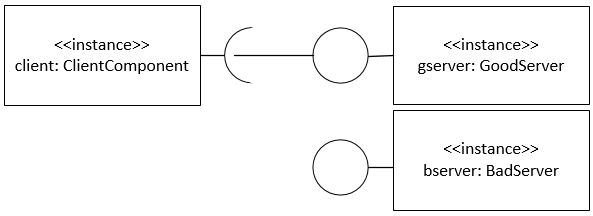 <<instance>>
client: ClientComponent
<<instance>>
gserver: GoodServer
<<instance>>
bserver: BadServer